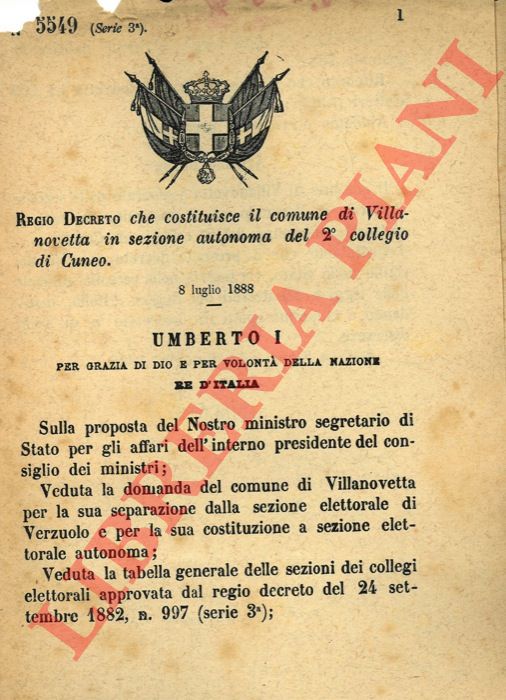 N° 5549 (Serie 3ª).
1
REGIO DECRETO che costituisce il comune di Villa-
novetta in sezione autonoma del 2° collegio
di Cuneo.
8 luglio 1888
UMBERTO I
PER GRAZIA DI DIO E PER VOLONTÀ DELLA NAZIONE
RE D'ITALIA
Sulla proposta del Nostro ministro segretario di
Stato per gli affari dell'interno presidente del con-
siglio dei ministri;
Veduta la domanda del comune di Villanovetta
per la sua separazione dalla sezione elettorale di
Verzuolo e per la sua costituzione a sezione elet-
torale autonoma;
Veduta la tabella generale delle sezioni dei collegi
elettorali approvata dal regio decreto del 24 set-
tembre 1882, n. 997 (serie 3ª);
LIBRERIA PIANI